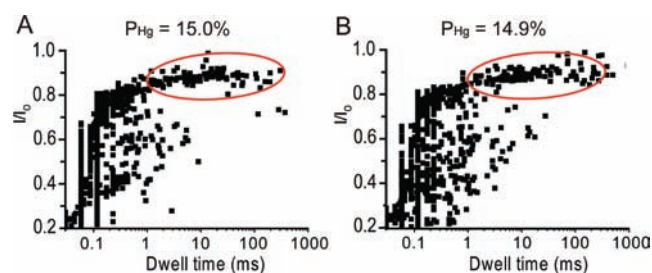 A P_Hg = 15.0% B P_Hg = 14.9%
1.0 1.0
0.8 0.8
I/I₀ I/I₀
0.6 0.6
0.4 0.4
0.2 0.2
0.1 1 10 100 1000 0.1 1 10 100 1000
Dwell time (ms) Dwell time (ms)